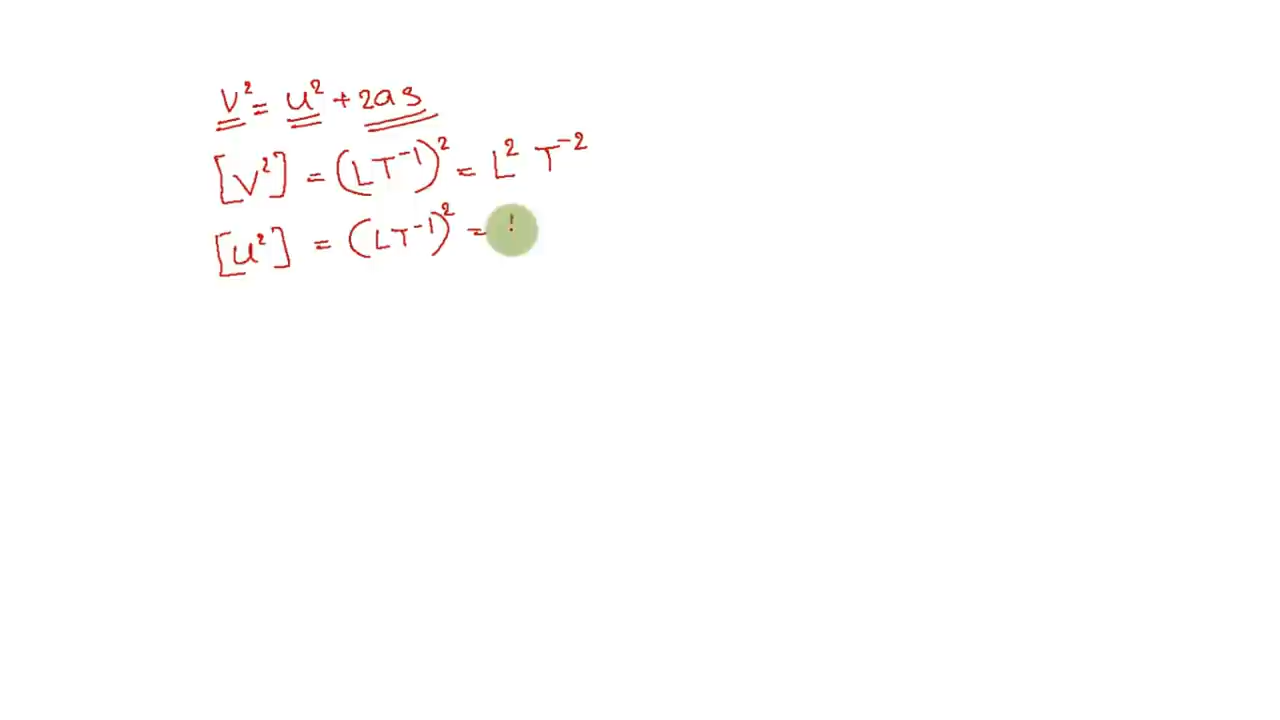 V² = u² + 2as
[V²] = (LT⁻¹)² = L² T⁻²
[u²] = (LT⁻¹)² =